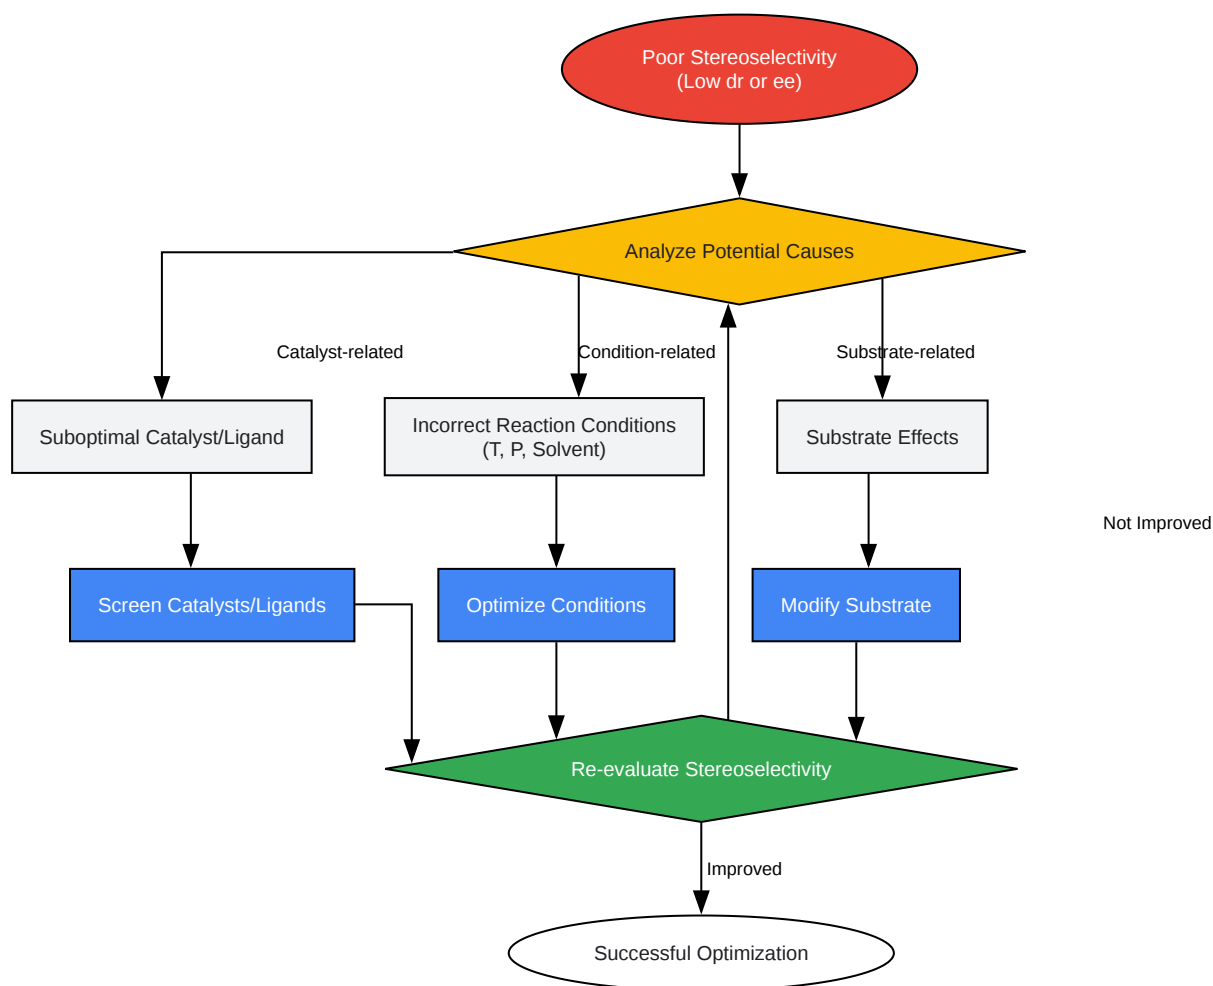 Poor Stereoselectivity
(Low dr or ee)
Analyze Potential Causes
Catalyst-related
Condition-related
Substrate-related
Suboptimal Catalyst/Ligand
Incorrect Reaction Conditions
(T, P, Solvent)
Substrate Effects
Not Improved
Screen Catalysts/Ligands
Optimize Conditions
Modify Substrate
Re-evaluate Stereoselectivity
Improved
Successful Optimization